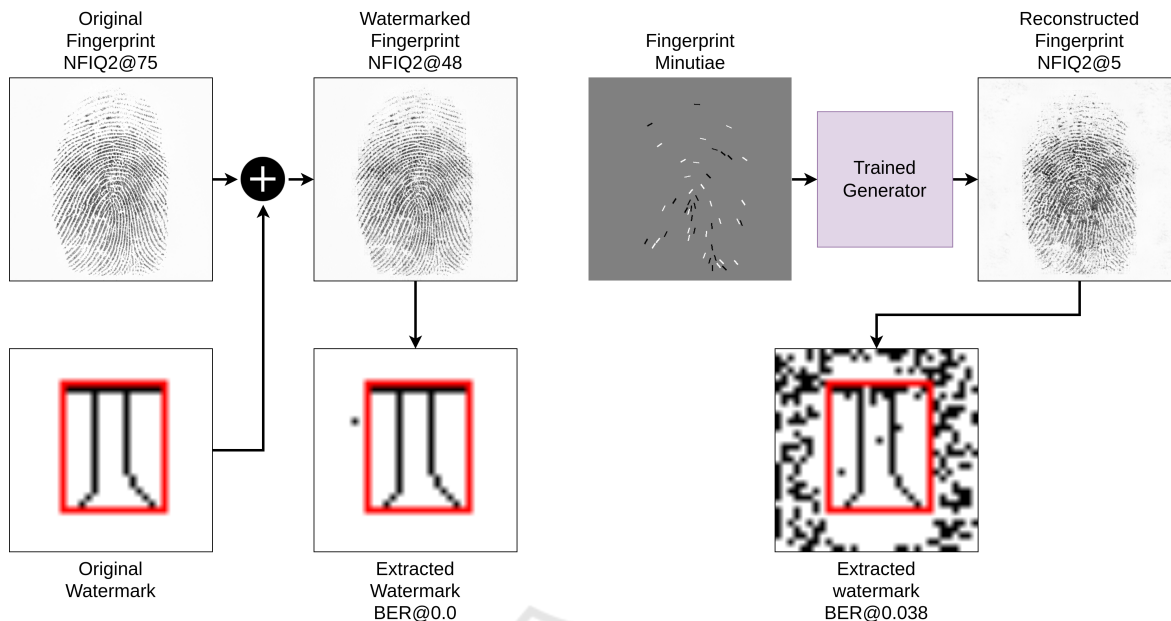 Original
Fingerprint
NFIQ2@75
Watermarked
Fingerprint
NFIQ2@48
Fingerprint
Minutiae
Reconstructed
Fingerprint
NFIQ2@5
Trained
Generator
Original
Watermark
Extracted
Watermark
BER@0.0
Extracted
watermark
BER@0.038